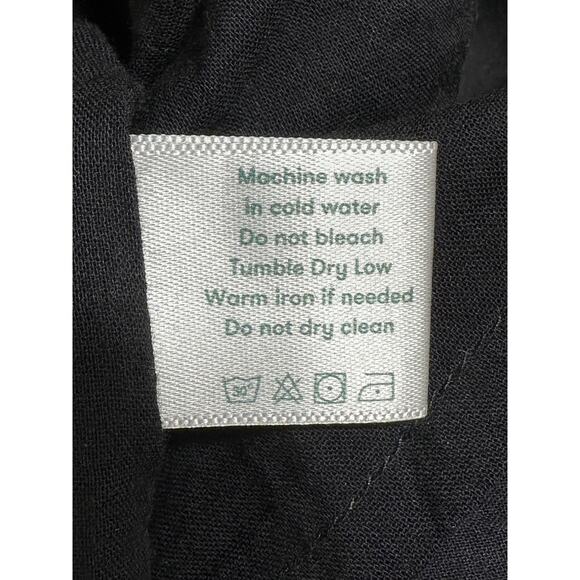 Machine wash
in cold water
Do not bleach
Tumble Dry Low
Warm iron if needed
Do not dry clean
30°